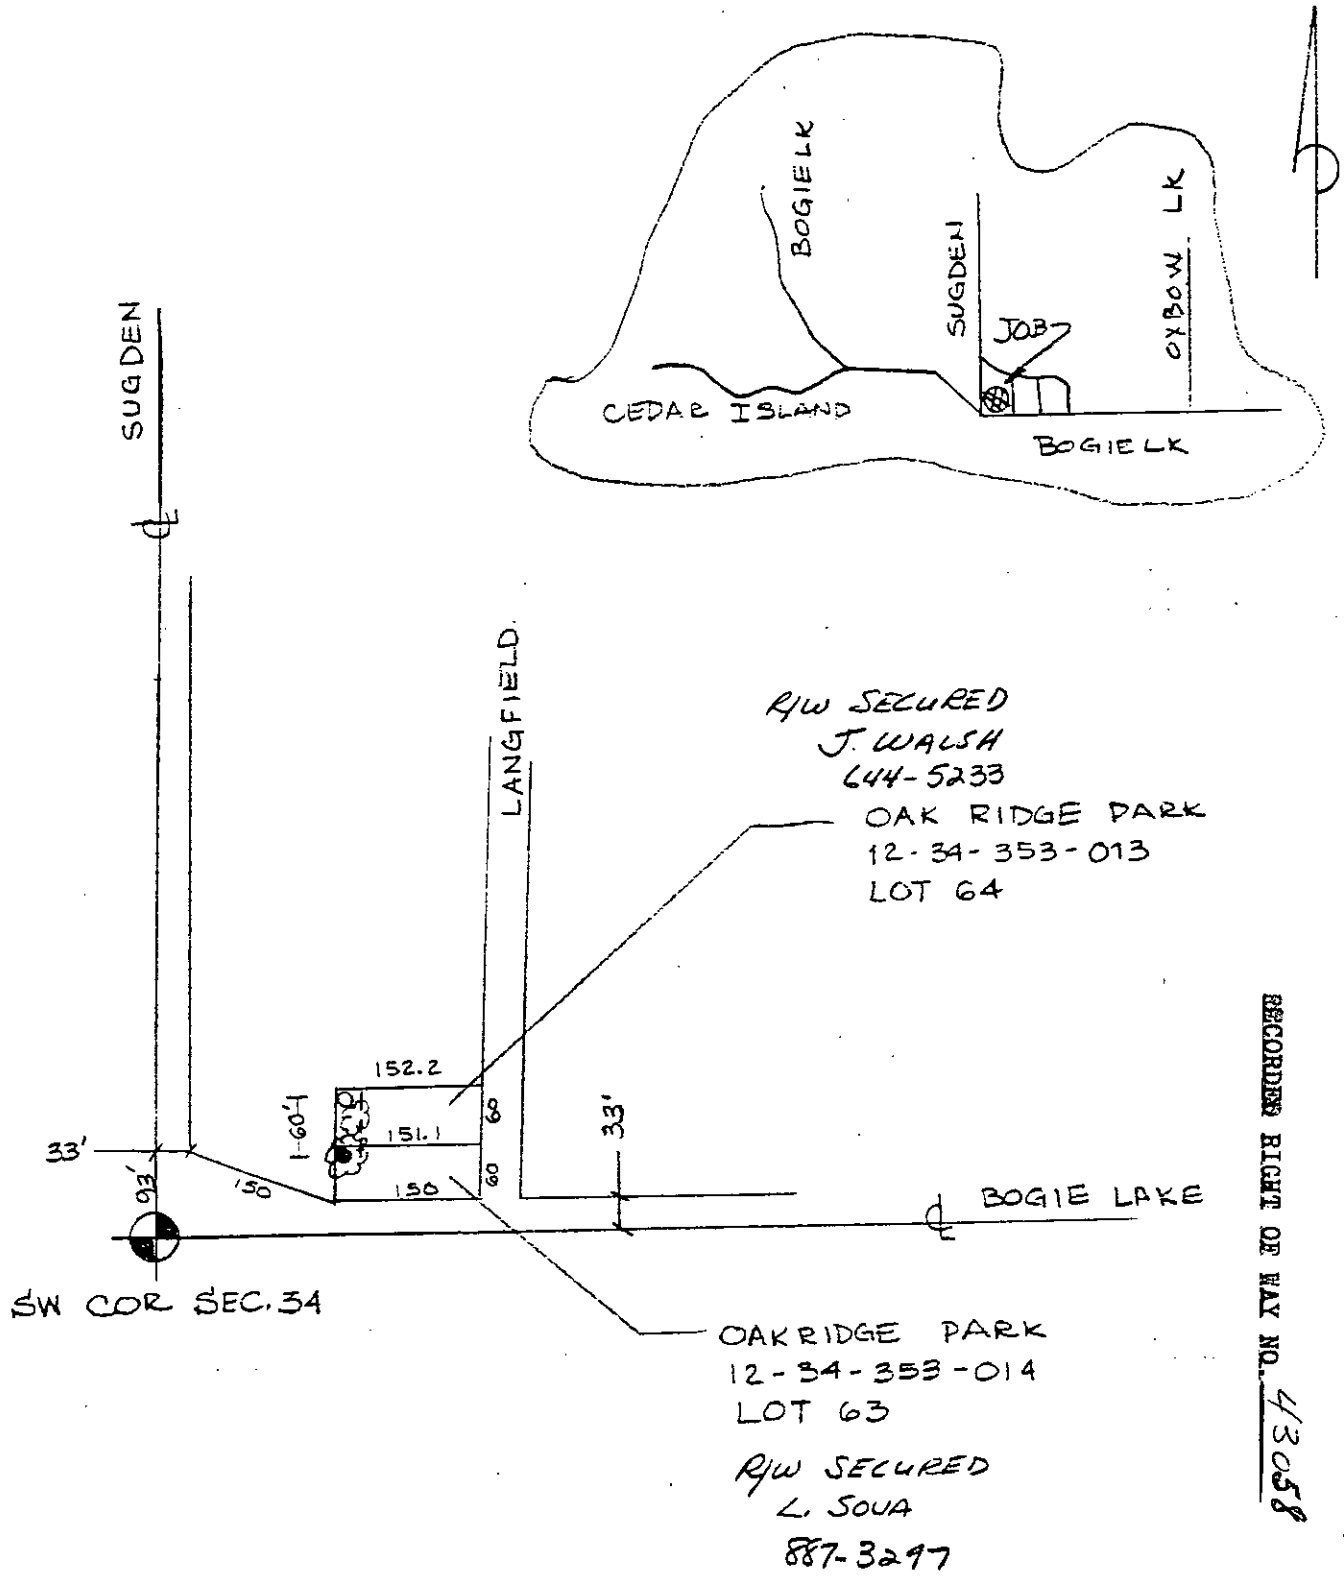 BOGIE LK
SUGDEN
OXBOW LK
JOB
CEDAR ISLAND
BOGIE LK
SUGDEN
LANGFIELD.
R/W SECURED
J. WALSH
644-5233
OAK RIDGE PARK
12-34-353-013
LOT 64
152.2
1-60'-1
60
33'
151.1
33'
93'
150
150
60
BOGIE LAKE
SW COR SEC. 34
OAKRIDGE PARK
12-34-353-014
LOT 63
R/W SECURED
L. SOUA
887-3297
RECORDED RIGHT OF WAY NO. 43058